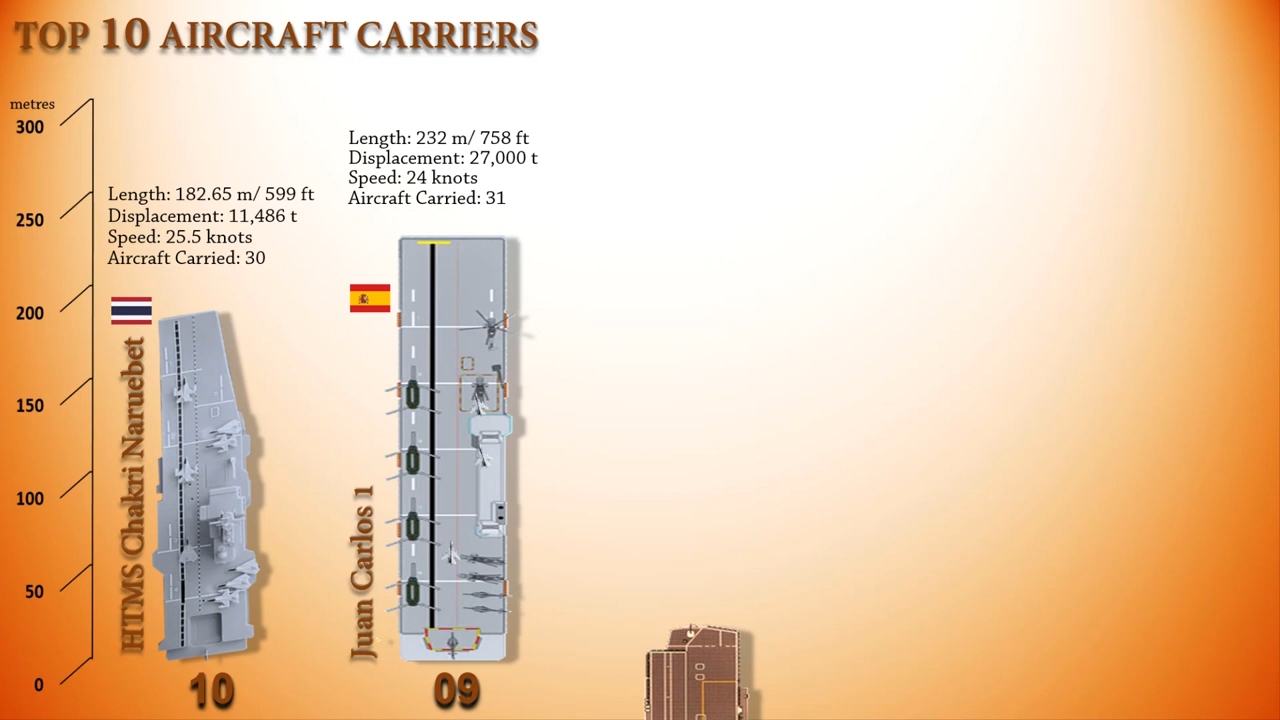 TOP 10 AIRCRAFT CARRIERS
metres
300
250
200
150
100
50
0
Length: 182.65 m/ 599 ft
Displacement: 11,486 t
Speed: 25.5 knots
Aircraft Carried: 30
HTMS Chakri Naruebet
10
Length: 232 m/ 758 ft
Displacement: 27,000 t
Speed: 24 knots
Aircraft Carried: 31
Juan Carlos 1
09